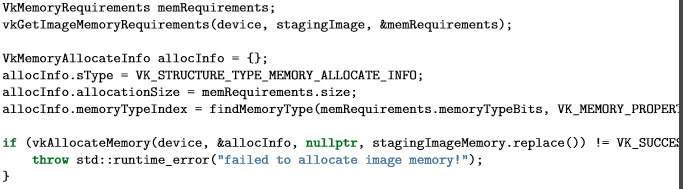 VkMemoryRequirements memRequirements;
vkGetImageMemoryRequirements(device, stagingImage, &memRequirements);
VkMemoryAllocateInfo allocInfo = {};
allocInfo.sType = VK_STRUCTURE_TYPE_MEMORY_ALLOCATE_INFO;
allocInfo.allocationSize = memRequirements.size;
allocInfo.memoryTypeIndex = findMemoryType(memRequirements.memoryTypeBits, VK_MEMORY_PROPERT
if (vkAllocateMemory(device, &allocInfo, nullptr, stagingImageMemory.replace()) != VK_SUCCES
throw std::runtime_error("failed to allocate image memory!");
}